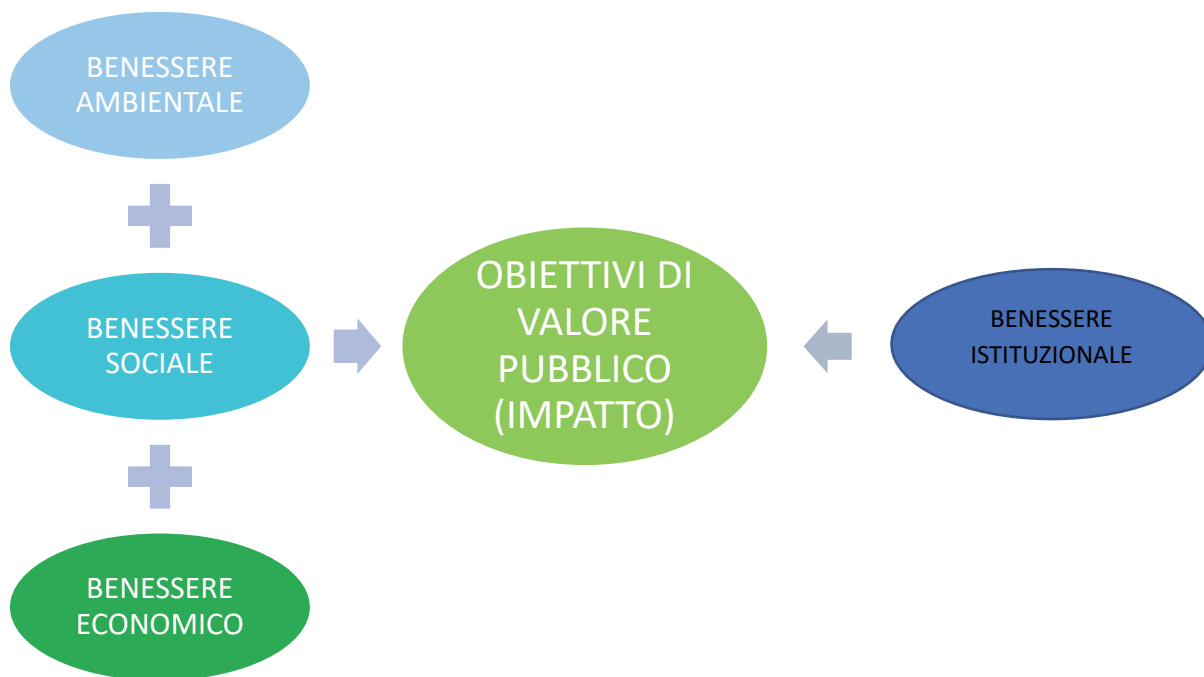 BENESSERE
AMBIENTALE
BENESSERE
SOCIALE
BENESSERE
ECONOMICO
OBIETTIVI DI
VALORE
PUBBLICO
(IMPATTO)
BENESSERE
ISTITUZIONALE